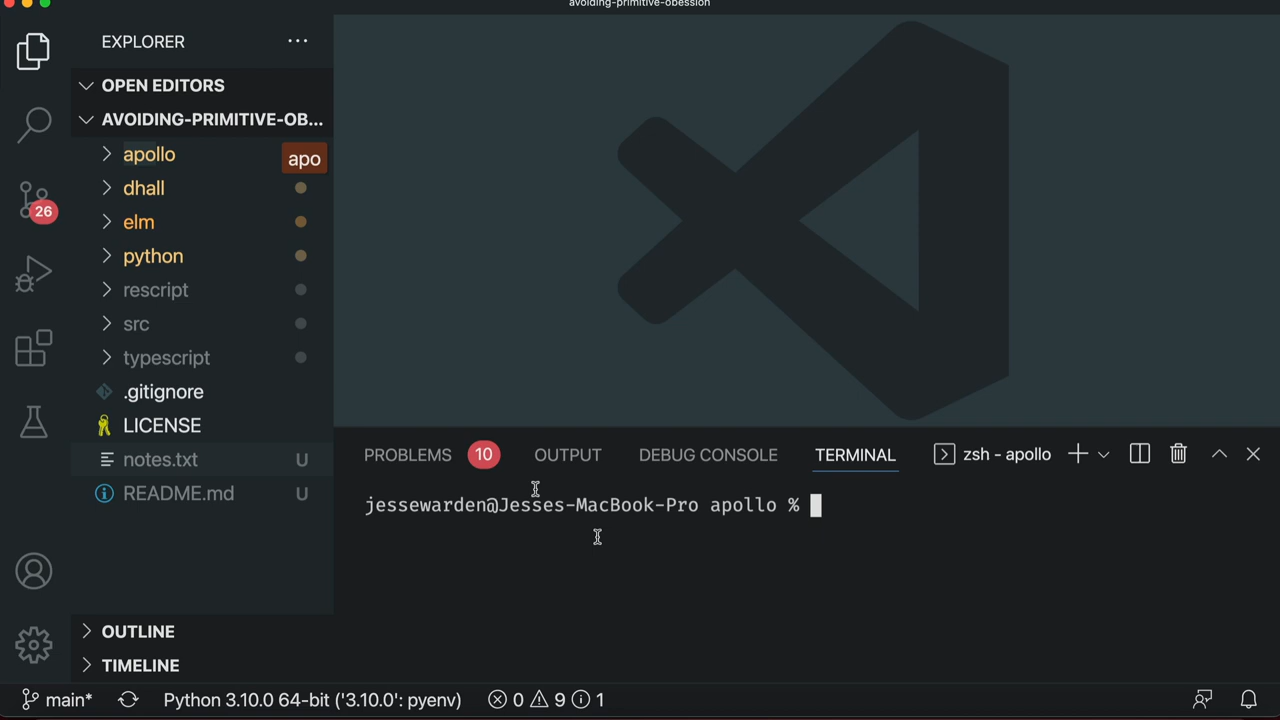 avoiding-primitive-obession
EXPLORER
OPEN EDITORS
AVOIDING-PRIMITIVE-OB...
apollo
apo
dhall
elm
python
rescript
src
typescript
.gitignore
LICENSE
notes.txt U
README.md U
OUTLINE
TIMELINE
26
PROBLEMS 10 OUTPUT DEBUG CONSOLE TERMINAL zsh - apollo
jessewarden@Jesses-MacBook-Pro apollo %
main* Python 3.10.0 64-bit ('3.10.0': pyenv) 0 9 1